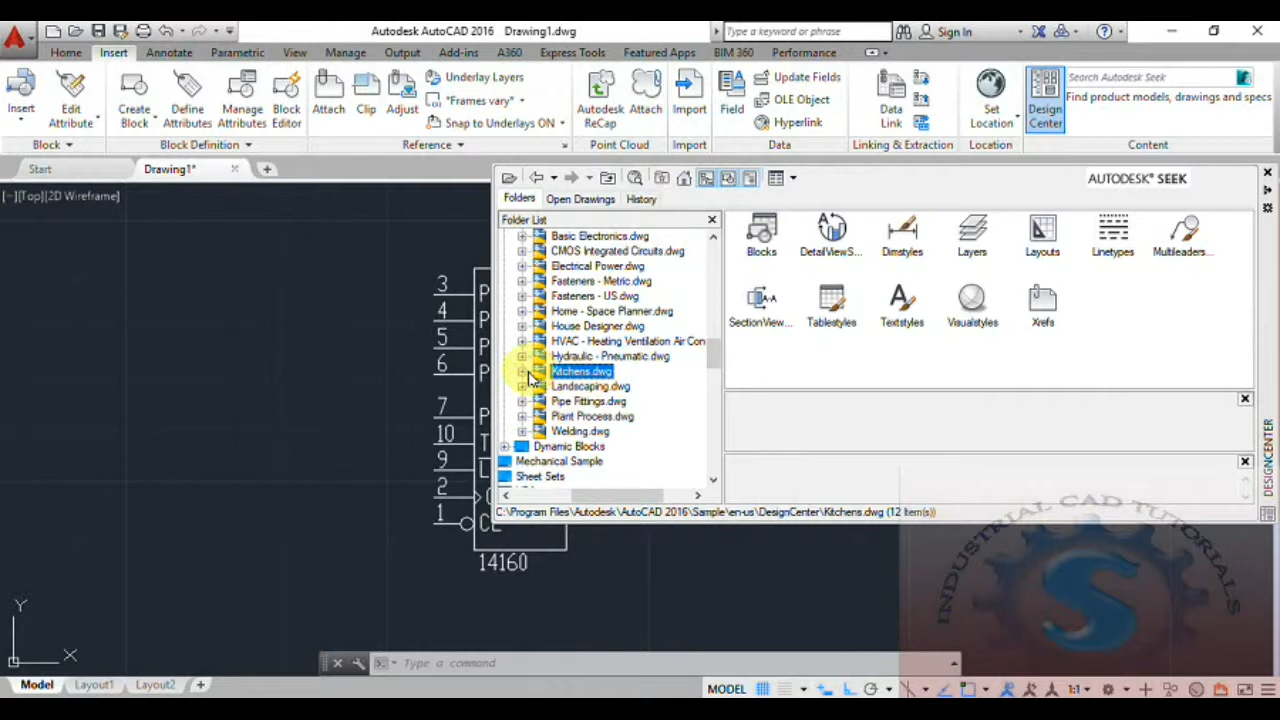 Autodesk AutoCAD 2016 Drawing1.dwg
Type a keyword or phrase
Sign In
Home Insert Annotate Parametric View Manage Output Add-ins A360 Express Tools Featured Apps BIM 360 Performance
Insert
Edit Attribute
Create Block
Define Attributes
Manage Attributes
Block Editor
Attach
Clip
Adjust
Underlay Layers
*Frames vary*
Snap to Underlays ON
Autodesk ReCap
Attach
Import
Field
Update Fields
OLE Object
Hyperlink
Data Link
Set Location
Design Center
Search Autodesk Seek
Find product models, drawings and specs
Block
Block Definition
Reference
Point Cloud
Import
Data
Linking & Extraction
Location
Content
Start
Drawing1*
[−][Top][2D Wireframe]
AUTODESK® SEEK
Folders Open Drawings History
Folder List
Basic Electronics.dwg
CMOS Integrated Circuits.dwg
Electrical Power.dwg
Fasteners - Metric.dwg
Fasteners - US.dwg
Home - Space Planner.dwg
House Designer.dwg
HVAC - Heating Ventilation Air Con
Hydraulic - Pneumatic.dwg
Kitchens.dwg
Landscaping.dwg
Pipe Fittings.dwg
Plant Process.dwg
Welding.dwg
Dynamic Blocks
Mechanical Sample
Sheet Sets
Blocks DetailViewS... Dimstyles Layers Layouts Linetypes Multileaders...
SectionView... Tablestyles Textstyles Visualstyles Xrefs
C:\Program Files\Autodesk\AutoCAD 2016\Sample\en-us\DesignCenter\Kitchens.dwg (12 Item(s))
DESIGNCENTER
3 P
4 P
5 P
6 P
7 P
10 T
9 L
2
1 CL
14160
INDUSTRIAL CAD TUTORIALS
S
Y
X
Type a command
Model Layout1 Layout2
MODEL
1:1